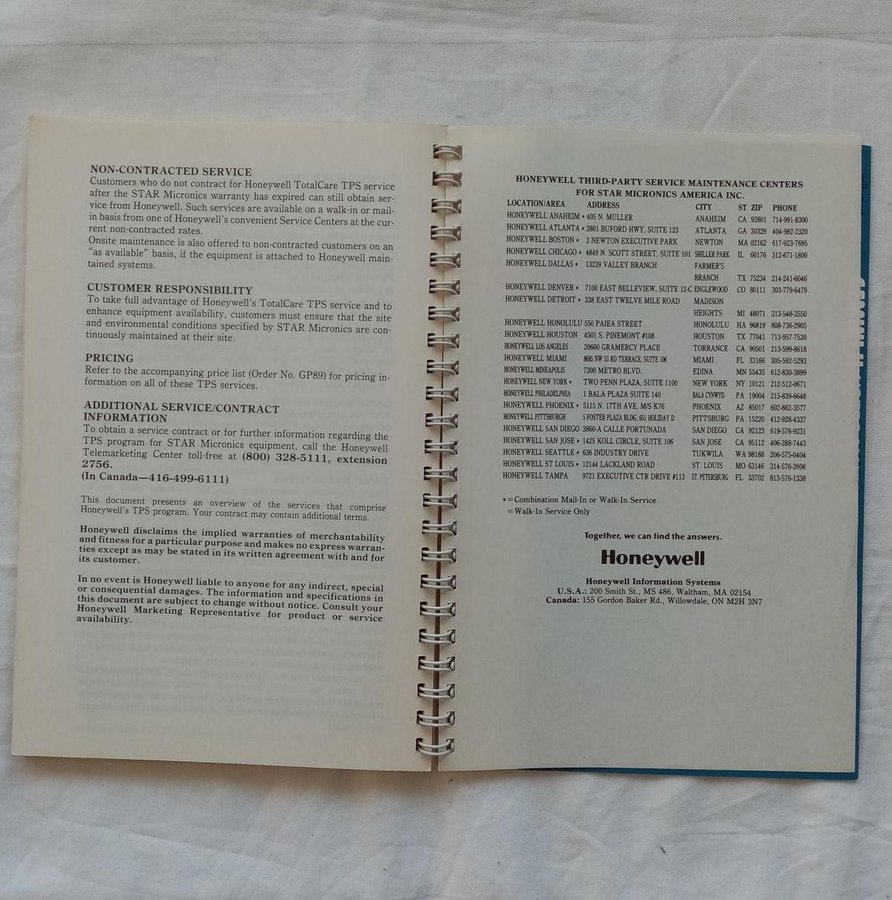 NON-CONTRACTED SERVICE
Customers who do not contract for Honeywell TotalCare TPS service
after the STAR Micronics warranty has expired can still obtain ser-
vice from Honeywell. Such services are available on a walk-in or mail-
in basis from one of Honeywell's convenient Service Centers at the cur-
rent non-contracted rates.
Onsite maintenance is also offered to non-contracted customers on an
"as available" basis, if the equipment is attached to Honeywell main-
tained systems.
CUSTOMER RESPONSIBILITY
To take full advantage of Honeywell's TotalCare TPS service and to
enhance equipment availability, customers must ensure that the site
and environmental conditions specified by STAR Micronics are con-
tinuously maintained at their site.
PRICING
Refer to the accompanying price list (Order No. GP89) for pricing in-
formation on all of these TPS services.
ADDITIONAL SERVICE/CONTRACT
INFORMATION
To obtain a service contract or for further information regarding the
TPS program for STAR Micronics equipment, call the Honeywell
Telemarketing Center toll-free at (800) 328-5111, extension
2756.
(In Canada—416-499-6111)
This document presents an overview of the services that comprise
Honeywell's TPS program. Your contract may contain additional terms.
Honeywell disclaims the implied warranties of merchantability
and fitness for a particular purpose and makes no express warran-
ties except as may be stated in its written agreement with and for
its customer.
In no event is Honeywell liable to anyone for any indirect, special
or consequential damages. The information and specifications in
this document are subject to change without notice. Consult your
Honeywell Marketing Representative for product or service
availability.
HONEYWELL THIRD-PARTY SERVICE MAINTENANCE CENTERS
FOR STAR MICRONICS AMERICA INC.
LOCATION/AREA ADDRESS CITY ST ZIP PHONE
HONEYWELL ANAHEIM * 405 N. MULLER ANAHEIM CA 92801 714-991-8300
HONEYWELL ATLANTA * 2801 BUFORD HWY, SUITE 123 ATLANTA GA 30329 404-982-2320
HONEYWELL BOSTON * 3 NEWTON EXECUTIVE PARK NEWTON MA 02162 617-923-7695
HONEYWELL CHICAGO * 4849 N. SCOTT STREET, SUITE 101 SHILLER PARK IL 60176 312-671-1800
HONEYWELL DALLAS * 13239 VALLEY BRANCH FARMER'S
BRANCH TX 75234 214-241-6046
HONEYWELL DENVER * 7100 EAST BELLEVIEW, SUITE 12-C ENGLEWOOD CO 80111 303-779-6479
HONEYWELL DETROIT * 338 EAST TWELVE MILE ROAD MADISON
HEIGHTS MI 48071 313-548-3550
HONEYWELL HONOLULU 550 PAIEA STREET HONOLULU HA 96819 808-736-2905
HONEYWELL HOUSTON 4501 S. PINEMONT #108 HOUSTON TX 77041 713-957-7530
HONEYWELL LOS ANGELES 20600 GRAMERCY PLACE TORRANCE CA 90501 213-599-8618
HONEYWELL MIAMI 8685 NW 53 RD TERRACE, SUITE 106 MIAMI FL 33166 305-592-5293
HONEYWELL MINEAPOLIS 7300 METRO BLVD. EDINA MN 55435 612-830-3899
HONEYWELL NEW YORK * TWO PENN PLAZA, SUITE 1100 NEW YORK NY 10121 212-512-0671
HONEYWELL PHILADELPHIA 1 BALA PLAZA SUITE 140 BALA CYNWYD PA 19004 215-839-6648
HONEYWELL PHOENIX * 5115 N. 17TH AVE, M/S K76 PHOENIX AZ 85017 602-862-3577
HONEYWELL PITTSBURGH 5 FOSTER PLAZA BLDG, 651 HOLIDAY D. PITTSBURG PA 15220 412-928-4337
HONEYWELL SAN DIEGO 3860-A CALLE FORTUNADA SAN DIEGO CA 92123 619-576-9231
HONEYWELL SAN JOSE * 1425 KOLL CIRCLE, SUITE 106 SAN JOSE CA 95112 406-288-7443
HONEYWELL SEATTLE * 636 INDUSTRY DRIVE TUKWILA WA 98188 206-575-0404
HONEYWELL ST LOUIS * 12144 LACKLAND ROAD ST. LOUIS MO 63146 314-576-2606
HONEYWELL TAMPA 9721 EXECUTIVE CTR DRIVE #113 ST. PETERSBURG FL 33702 813-576-1338
*=Combination Mail-In or Walk-In Service
=Walk-In Service Only
Together, we can find the answers.
Honeywell
Honeywell Information Systems
U.S.A.: 200 Smith St., MS 486, Waltham, MA 02154
Canada: 155 Gordon Baker Rd., Willowdale, ON M2H 3N7